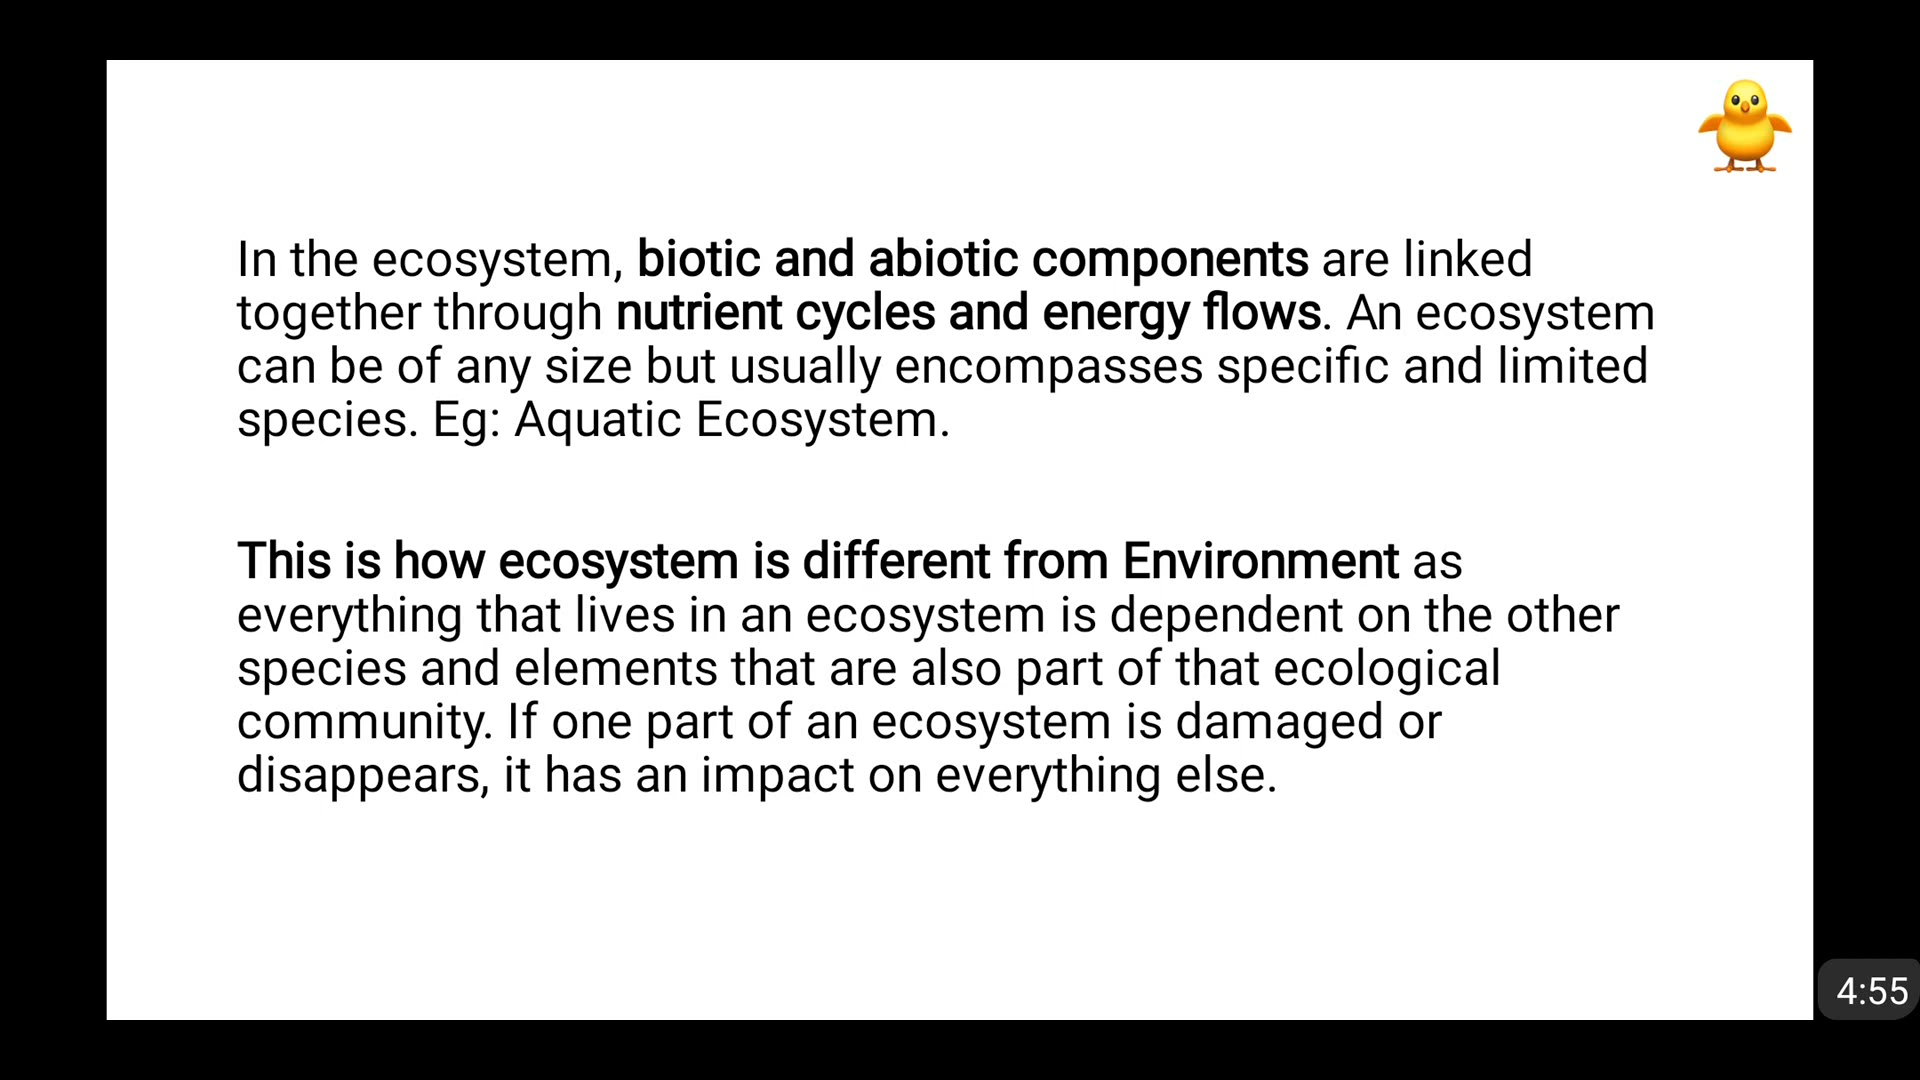 In the ecosystem, biotic and abiotic components are linked
together through nutrient cycles and energy flows. An ecosystem
can be of any size but usually encompasses specific and limited
species. Eg: Aquatic Ecosystem.
This is how ecosystem is different from Environment as
everything that lives in an ecosystem is dependent on the other
species and elements that are also part of that ecological
community. If one part of an ecosystem is damaged or
disappears, it has an impact on everything else.
4:55